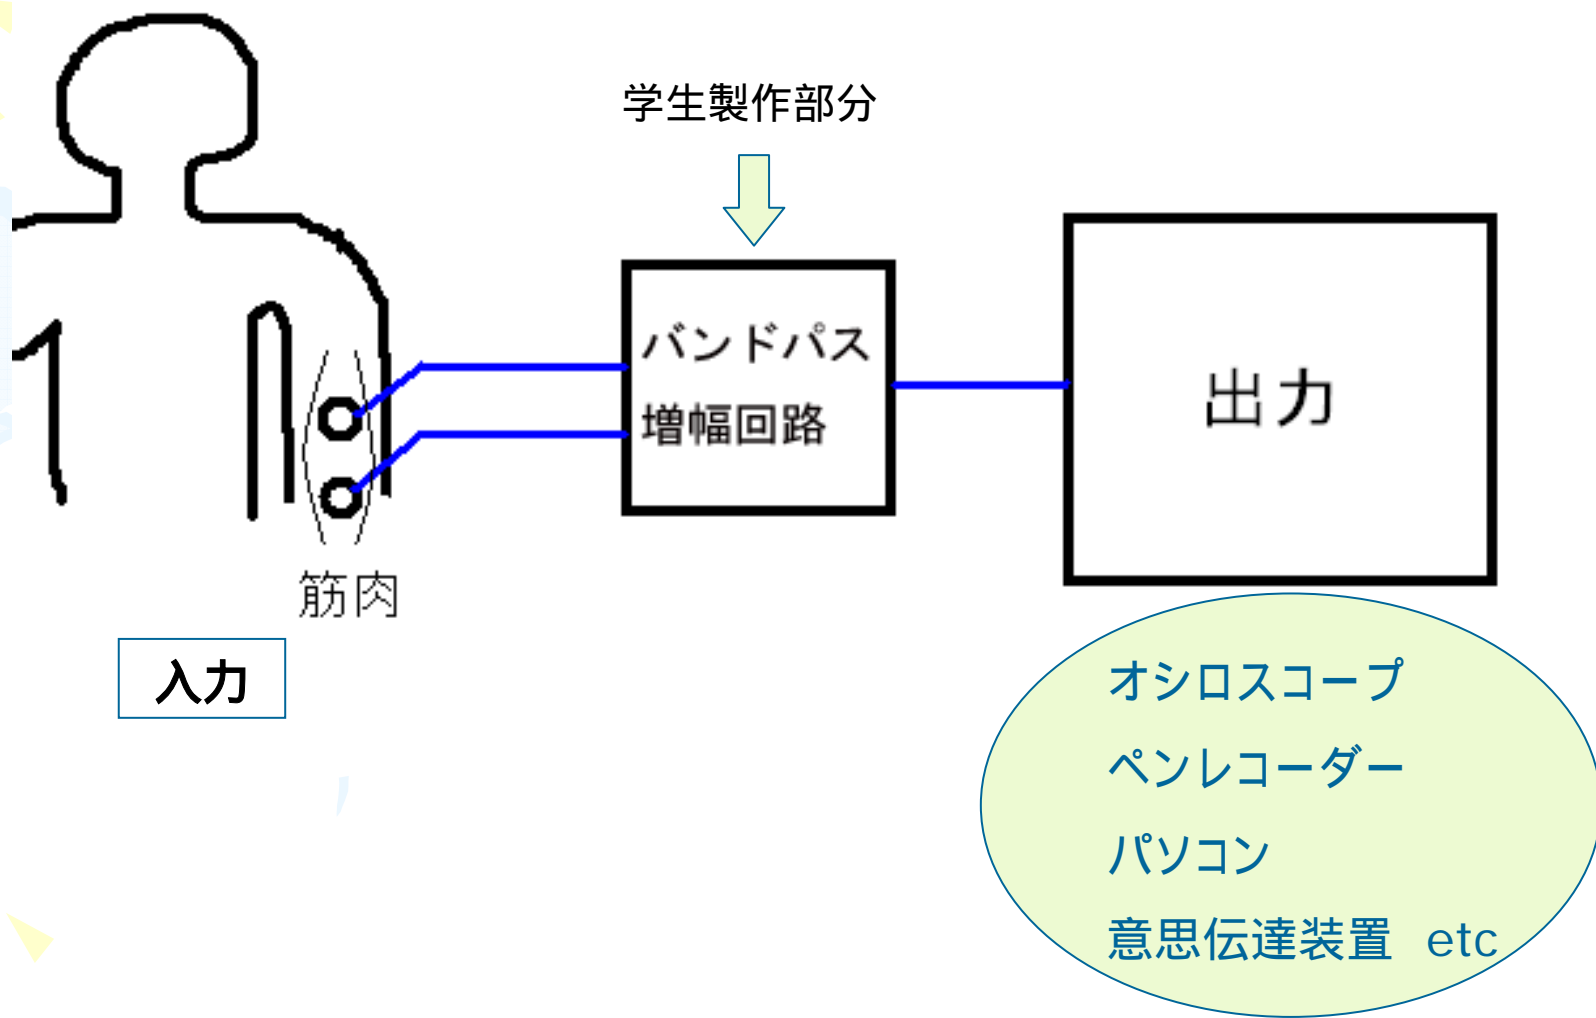 学生製作部分
バンドパス
増幅回路
出力
筋肉
入力
オシロスコープ
ペンレコーダー
パソコン
意思伝達装置 etc